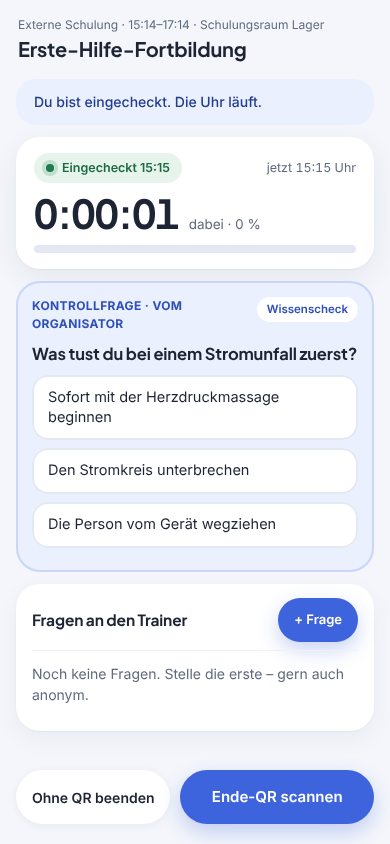 Externe Schulung · 15:14–17:14 · Schulungsraum Lager
Erste-Hilfe-Fortbildung
Du bist eingecheckt. Die Uhr läuft.
Eingecheckt 15:15
jetzt 15:15 Uhr
0:00:01 dabei · 0 %
KONTROLLFRAGE · VOM
ORGANISATOR
Wissenscheck
Was tust du bei einem Stromunfall zuerst?
Sofort mit der Herzdruckmassage
beginnen
Den Stromkreis unterbrechen
Die Person vom Gerät wegziehen
Fragen an den Trainer
+ Frage
Noch keine Fragen. Stelle die erste – gern auch
anonym.
Ohne QR beenden
Ende-QR scannen